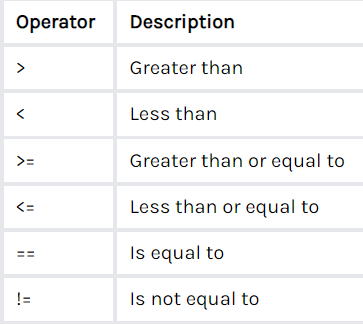 Operator Description
> Greater than
< Less than
>= Greater than or equal to
<= Less than or equal to
== Is equal to
!= Is not equal to